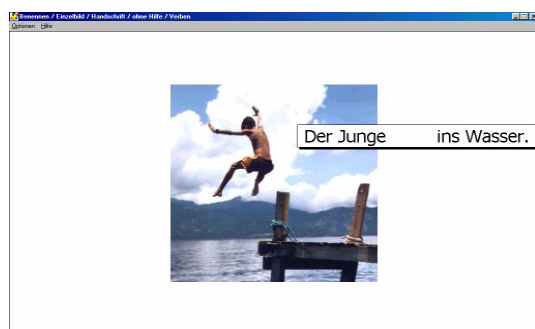 Benennen / Einzelbild / Handschrift / ohne Hilfe / Verben
Optionen Hilfe
Der Junge ins Wasser.